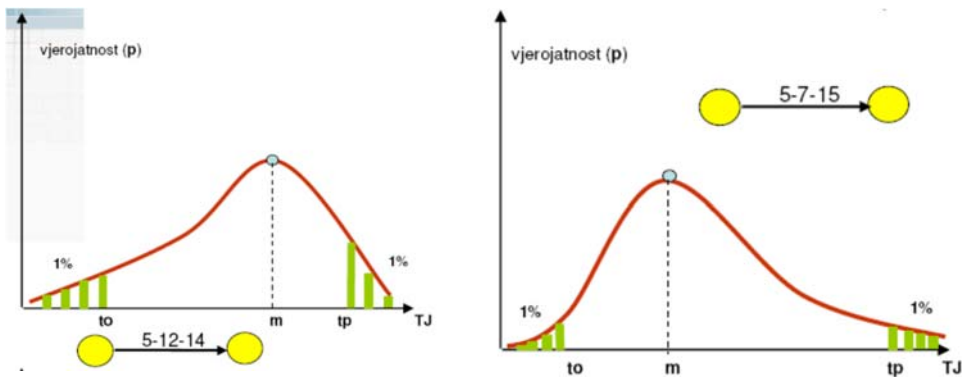 vjerojatnost (p)
1%
1%
to
m
tp
TJ
5-12-14
vjerojatnost (p)
5-7-15
1%
1%
to
m
tp
TJ